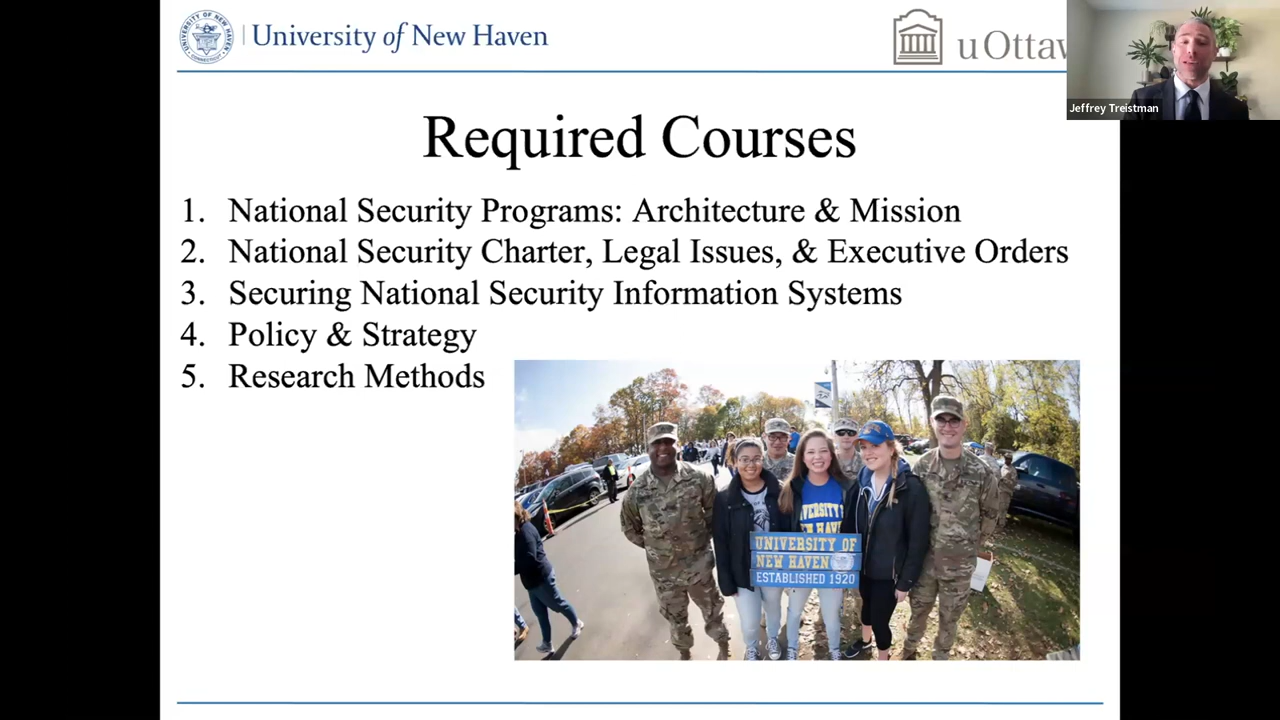 University of New Haven
uOttaw
Jeffrey Treistman
Required Courses
1. National Security Programs: Architecture & Mission
2. National Security Charter, Legal Issues, & Executive Orders
3. Securing National Security Information Systems
4. Policy & Strategy
5. Research Methods
UNIVERSITY OF
NEW HAVEN
ESTABLISHED 1920